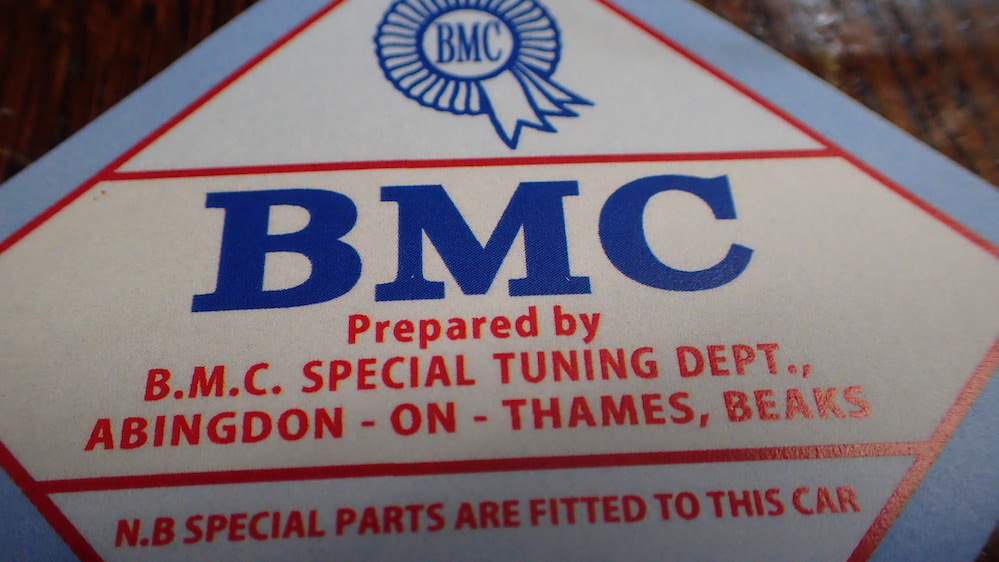 BMC
BMC
Prepared by
B.M.C. SPECIAL TUNING DEPT.,
ABINGDON - ON - THAMES, BEAKS
N.B SPECIAL PARTS ARE FITTED TO THIS CAR